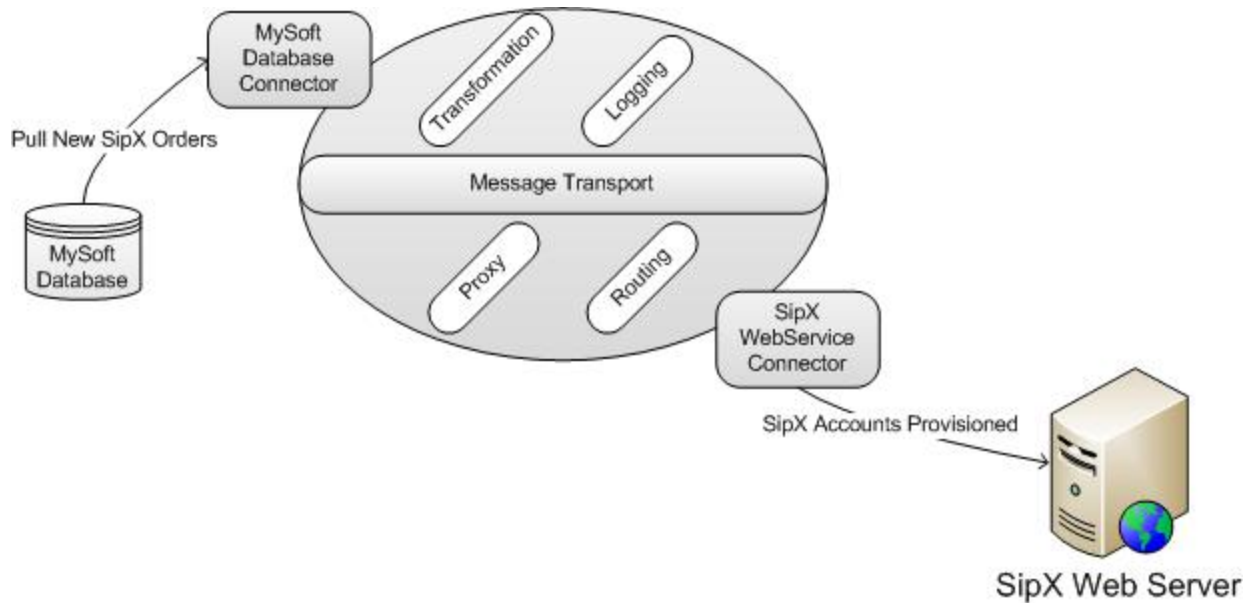 MySoft
Database
Connector
Transformation
Logging
Pull New SipX Orders
Message Transport
MySoft
Database
Proxy
Routing
SipX
WebService
Connector
SipX Accounts Provisioned
SipX Web Server